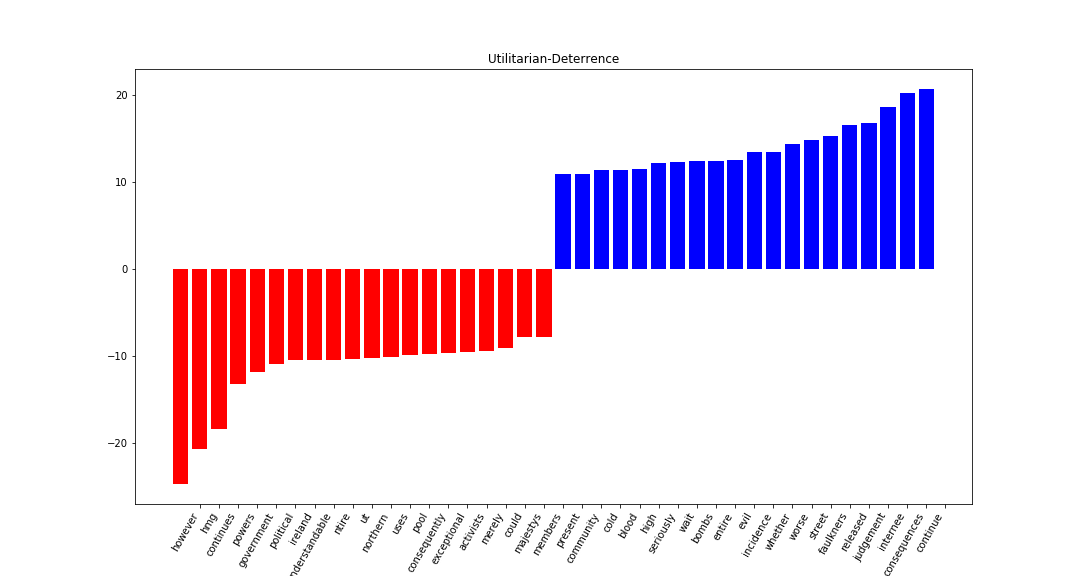 Utilitarian-Deterrence
20
10
0
−10
−20
however
hmg
continues
powers
government
political
ireland
nderstandable
ntire
ut
northern
uses
pool
consequently
exceptional
activists
merely
could
majestys
members
present
community
cold
blood
high
seriously
wait
bombs
entire
evil
incidence
whether
worse
street
faulkners
released
judgement
internee
consequences
continue